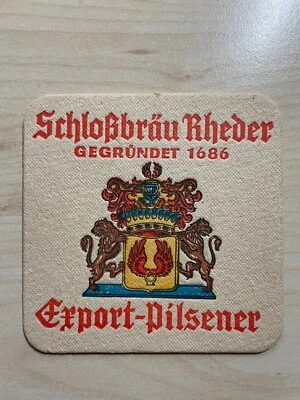 Schloßbräu Rheder
GEGRÜNDET 1686
Export-Pilsener